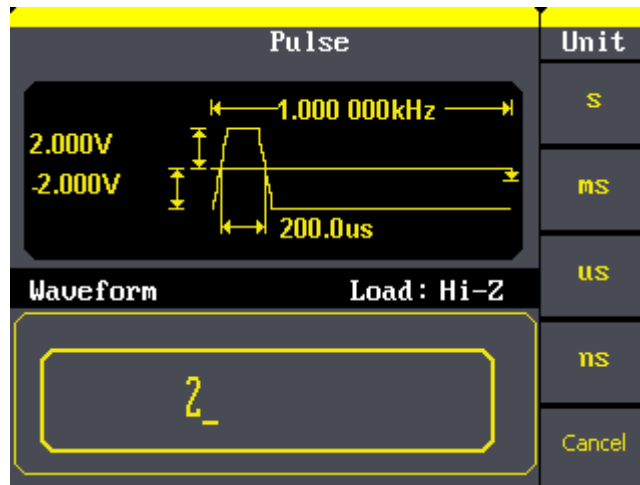 Pulse
Unit
1.000 000kHz
2.000V
-2.000V
200.0us
Waveform
Load: Hi-Z
2_
s
ms
us
ns
Cancel